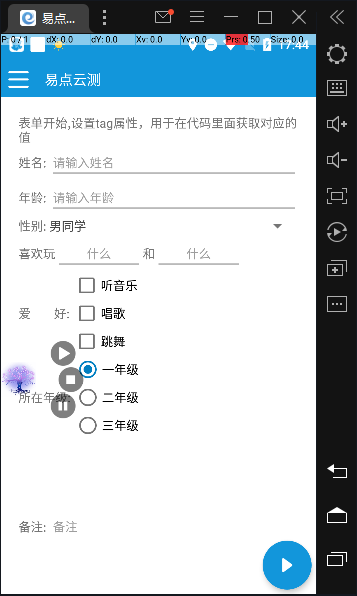 易点...
P: 0 / 1 dX: 0.0 dY: 0.0 Xv: 0.0 Yv: 0.0 Prs: 0.50 Size: 0.0
17:44
易点云测
表单开始,设置tag属性，用于在代码里面获取对应的
值
姓名: 请输入姓名
年龄: 请输入年龄
性别: 男同学
喜欢玩 什么 和 什么
听音乐
爱 好: 唱歌
跳舞
一年级
所在年级: 二年级
三年级
备注: 备注